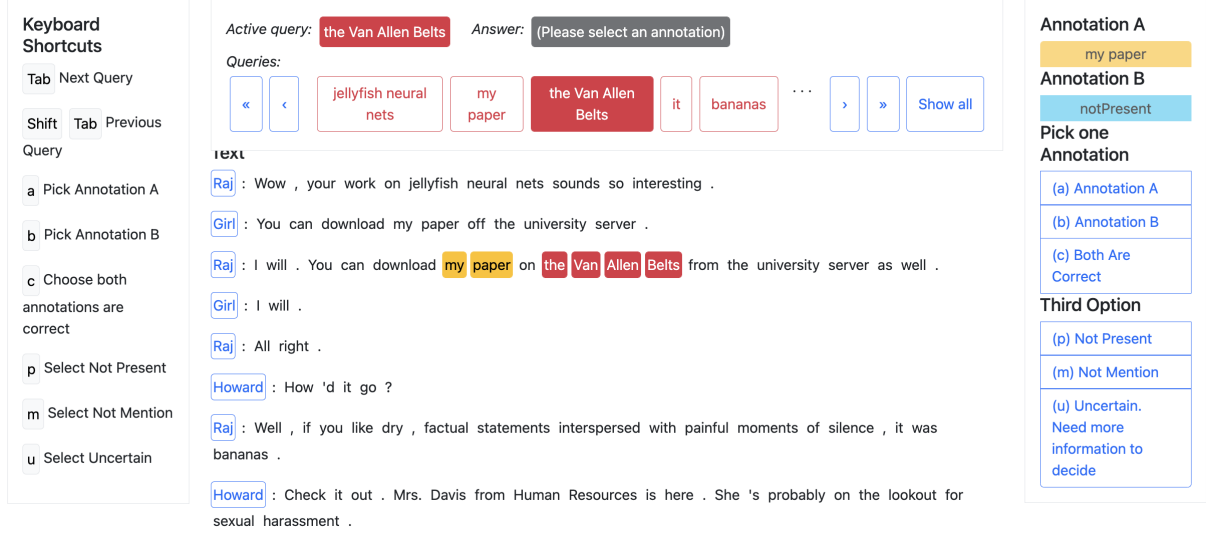 Keyboard
Shortcuts
Tab Next Query
Shift Tab Previous
Query
a Pick Annotation A
b Pick Annotation B
c Choose both
annotations are
correct
p Select Not Present
m Select Not Mention
u Select Uncertain
Active query: the Van Allen Belts Answer: (Please select an annotation)
Queries:
« ‹ jellyfish neural nets my paper the Van Allen Belts it bananas ... › » Show all
Text
Raj : Wow , your work on jellyfish neural nets sounds so interesting .
Girl : You can download my paper off the university server .
Raj : I will . You can download my paper on the Van Allen Belts from the university server as well .
Girl : I will .
Raj : All right .
Howard : How 'd it go ?
Raj : Well , if you like dry , factual statements interspersed with painful moments of silence , it was
bananas .
Howard : Check it out . Mrs. Davis from Human Resources is here . She 's probably on the lookout for
sexual harassment .
Annotation A
my paper
Annotation B
notPresent
Pick one
Annotation
(a) Annotation A
(b) Annotation B
(c) Both Are
Correct
Third Option
(p) Not Present
(m) Not Mention
(u) Uncertain.
Need more
information to
decide